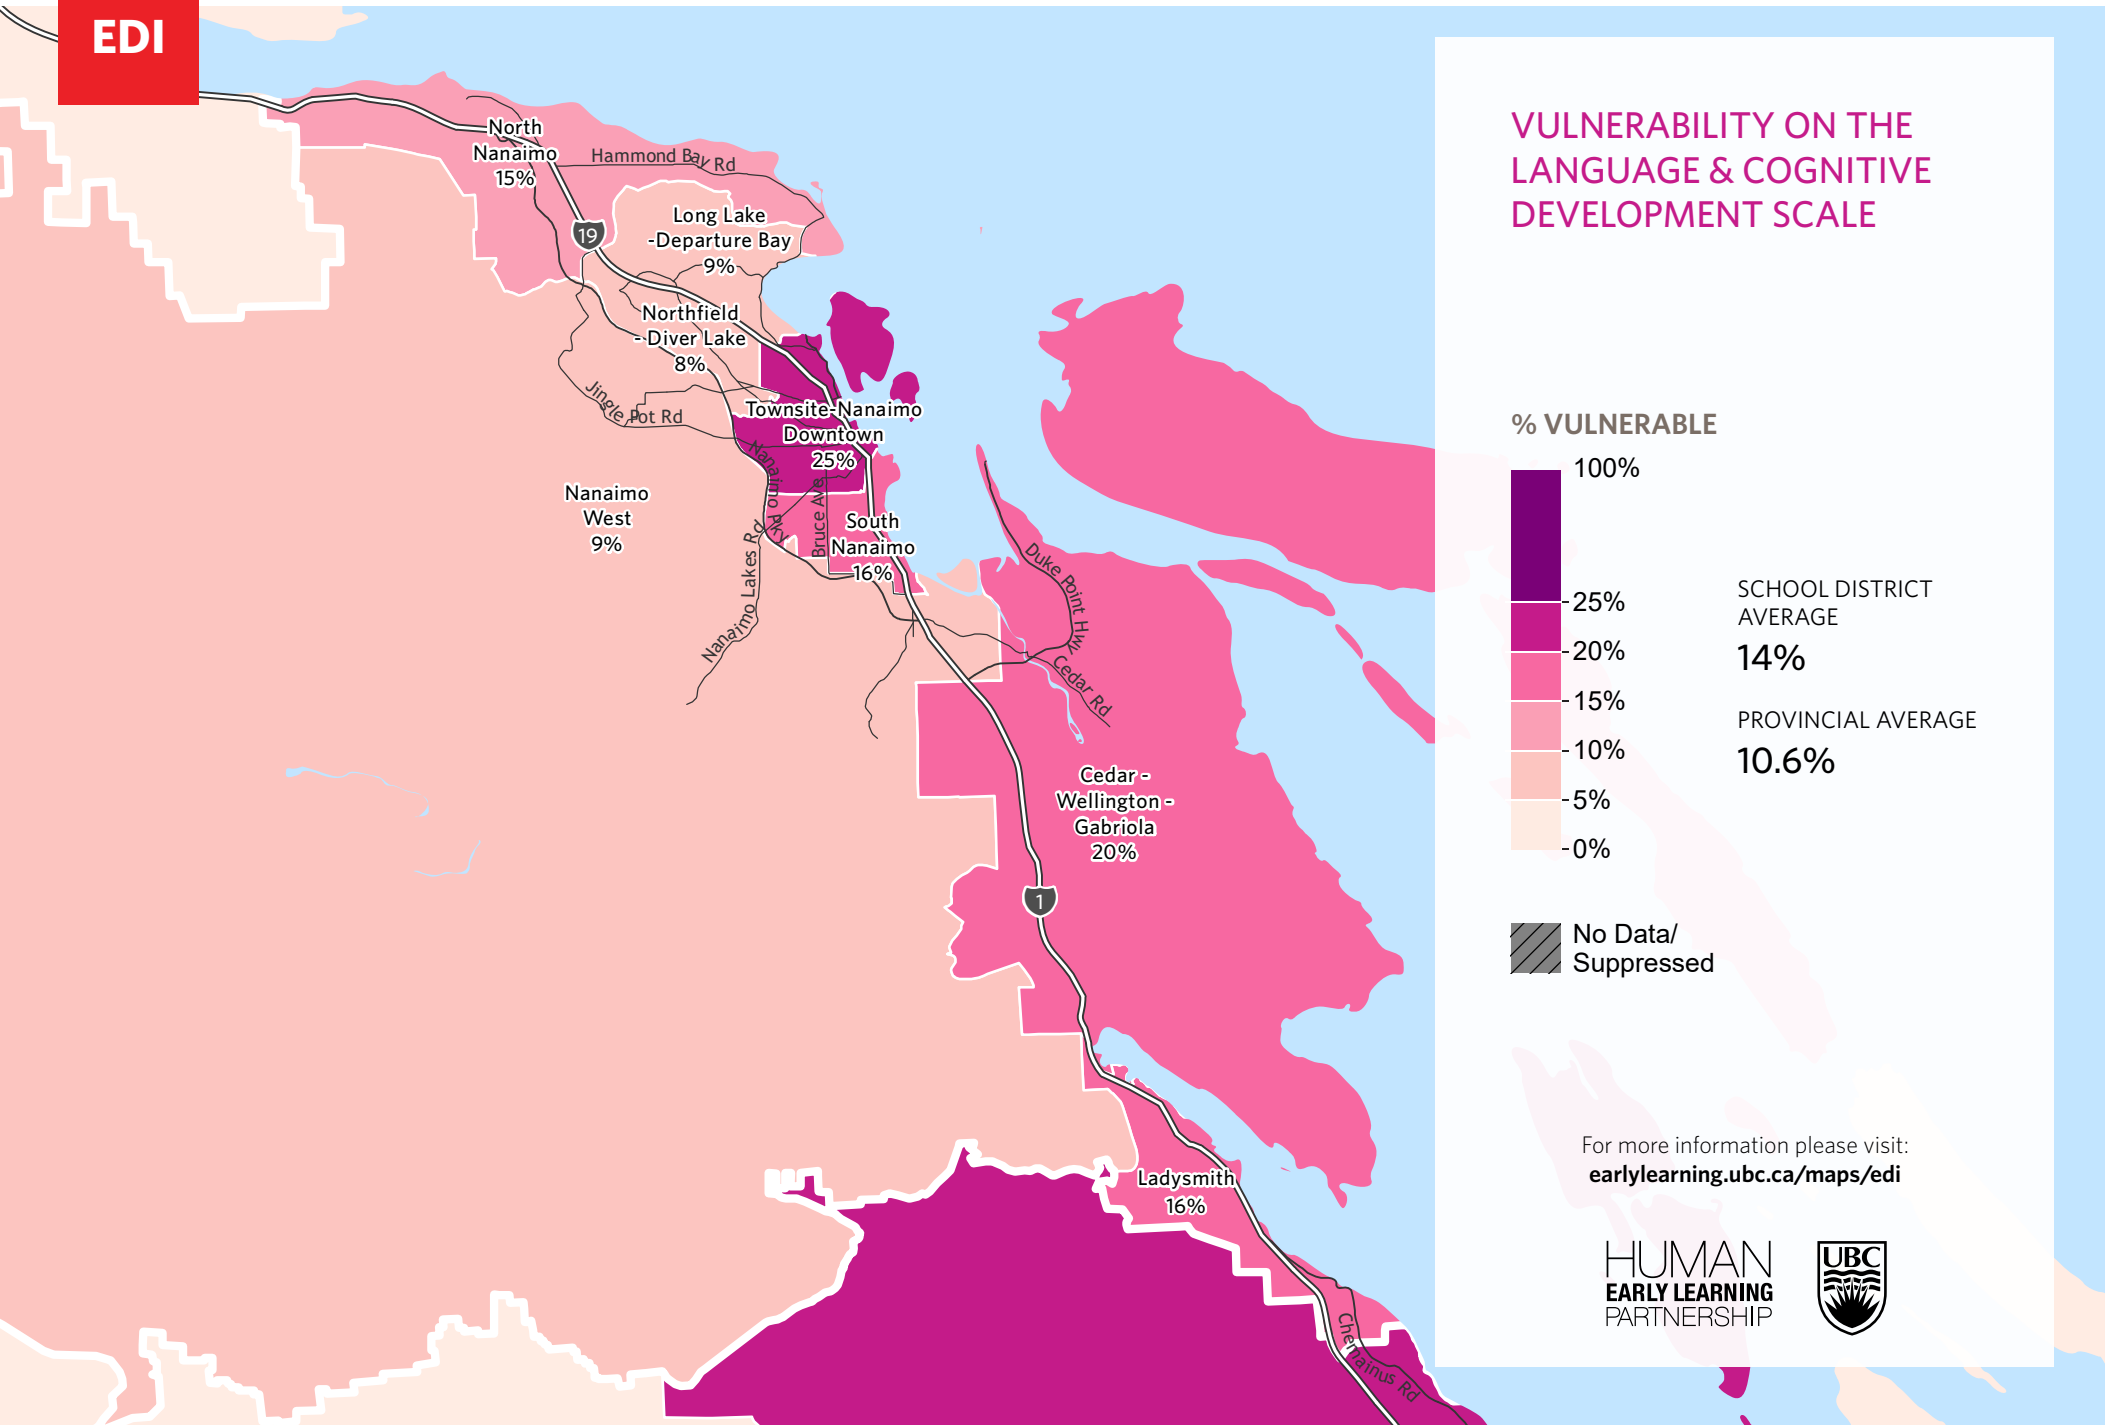 EDI
North
Nanaimo
15%
Hammond Bay Rd
19
Long Lake
-Departure Bay
9%
Northfield
- Diver Lake
8%
Jingle Pot Rd
Townsite-Nanaimo
Downtown
25%
Nanaimo Pky
Bruce Ave
Nanaimo
West
9%
South
Nanaimo
16%
Nanaimo Lakes Rd
Duke Point Hwy
Cedar Rd
Cedar -
Wellington -
Gabriola
20%
1
Ladysmith
16%
Chemainus Rd
VULNERABILITY ON THE
LANGUAGE & COGNITIVE
DEVELOPMENT SCALE
% VULNERABLE
100%
25%
20%
15%
10%
5%
0%
SCHOOL DISTRICT
AVERAGE
14%
PROVINCIAL AVERAGE
10.6%
No Data/
Suppressed
For more information please visit:
earlylearning.ubc.ca/maps/edi
HUMAN
EARLY LEARNING
PARTNERSHIP
UBC